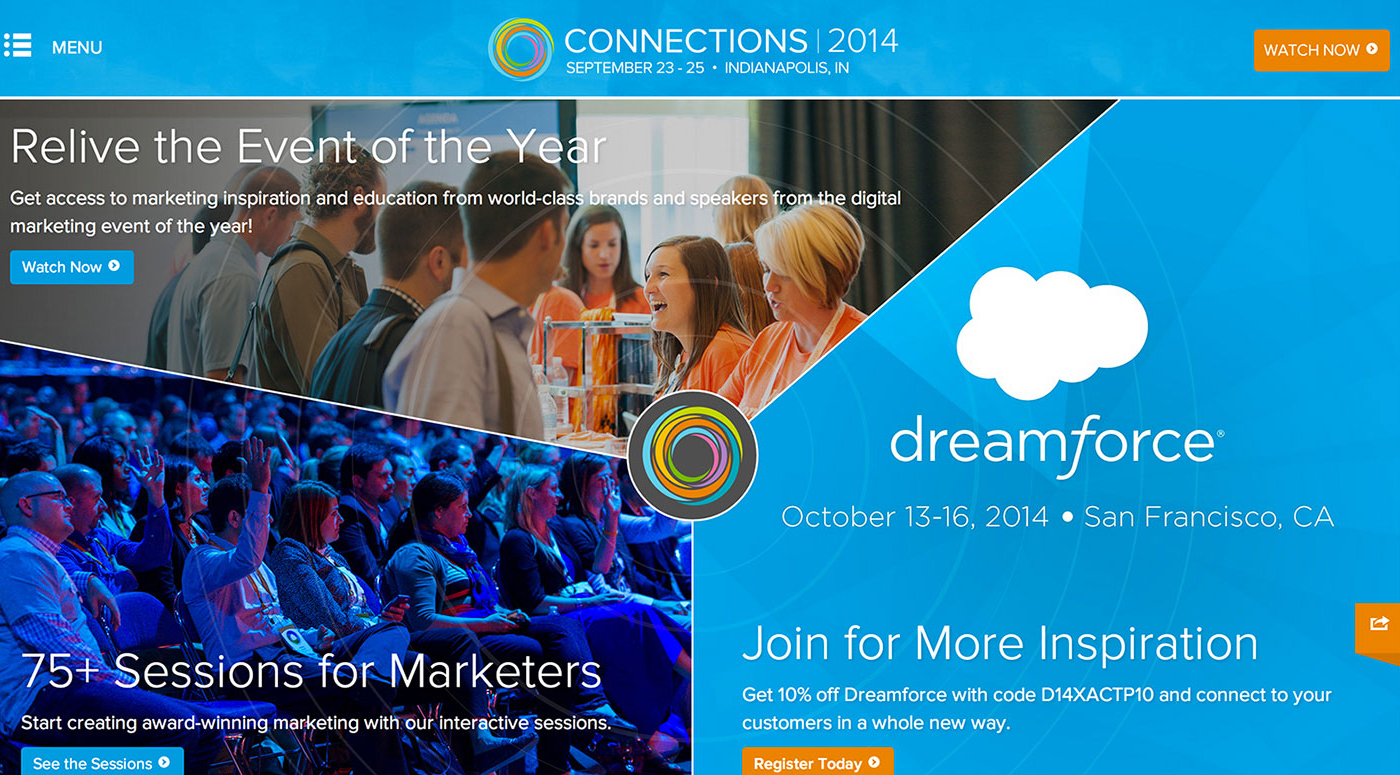 MENU
CONNECTIONS | 2014
SEPTEMBER 23 - 25 • INDIANAPOLIS, IN
WATCH NOW
AGENDA
Relive the Event of the Year
Get access to marketing inspiration and education from world-class brands and speakers from the digital
marketing event of the year!
Watch Now
dreamforce®
October 13-16, 2014 • San Francisco, CA
75+ Sessions for Marketers
Start creating award-winning marketing with our interactive sessions.
See the Sessions
Join for More Inspiration
Get 10% off Dreamforce with code D14XACTP10 and connect to your
customers in a whole new way.
Register Today